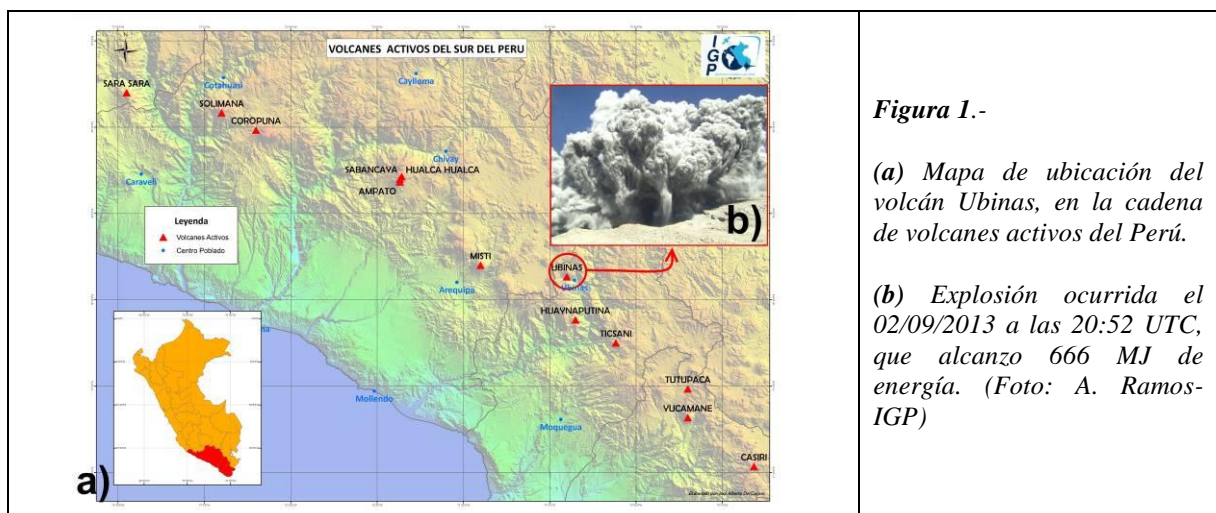 VOLCANES ACTIVOS DEL SUR DEL PERU
IGP
SARA SARA
Cotahuasi
Caylloma
SOLIMANA
COROPUNA
Chivay
SABANCAYA
HUALCA HUALCA
AMPATO
Caraveli
Leyenda
Volcanes Activos
Centro Poblado
b)
MISTI
UBINAS
Ubinas
Arequipa
HUAYNAPUTINA
TICSANI
TUTUPACA
YUCAMANE
Mollendo
Moquegua
CASIRI
a)
Figura 1.-
(a) Mapa de ubicación del
volcán Ubinas, en la cadena
de volcanes activos del Perú.
(b) Explosión ocurrida el
02/09/2013 a las 20:52 UTC,
que alcanzo 666 MJ de
energía. (Foto: A. Ramos-
IGP)